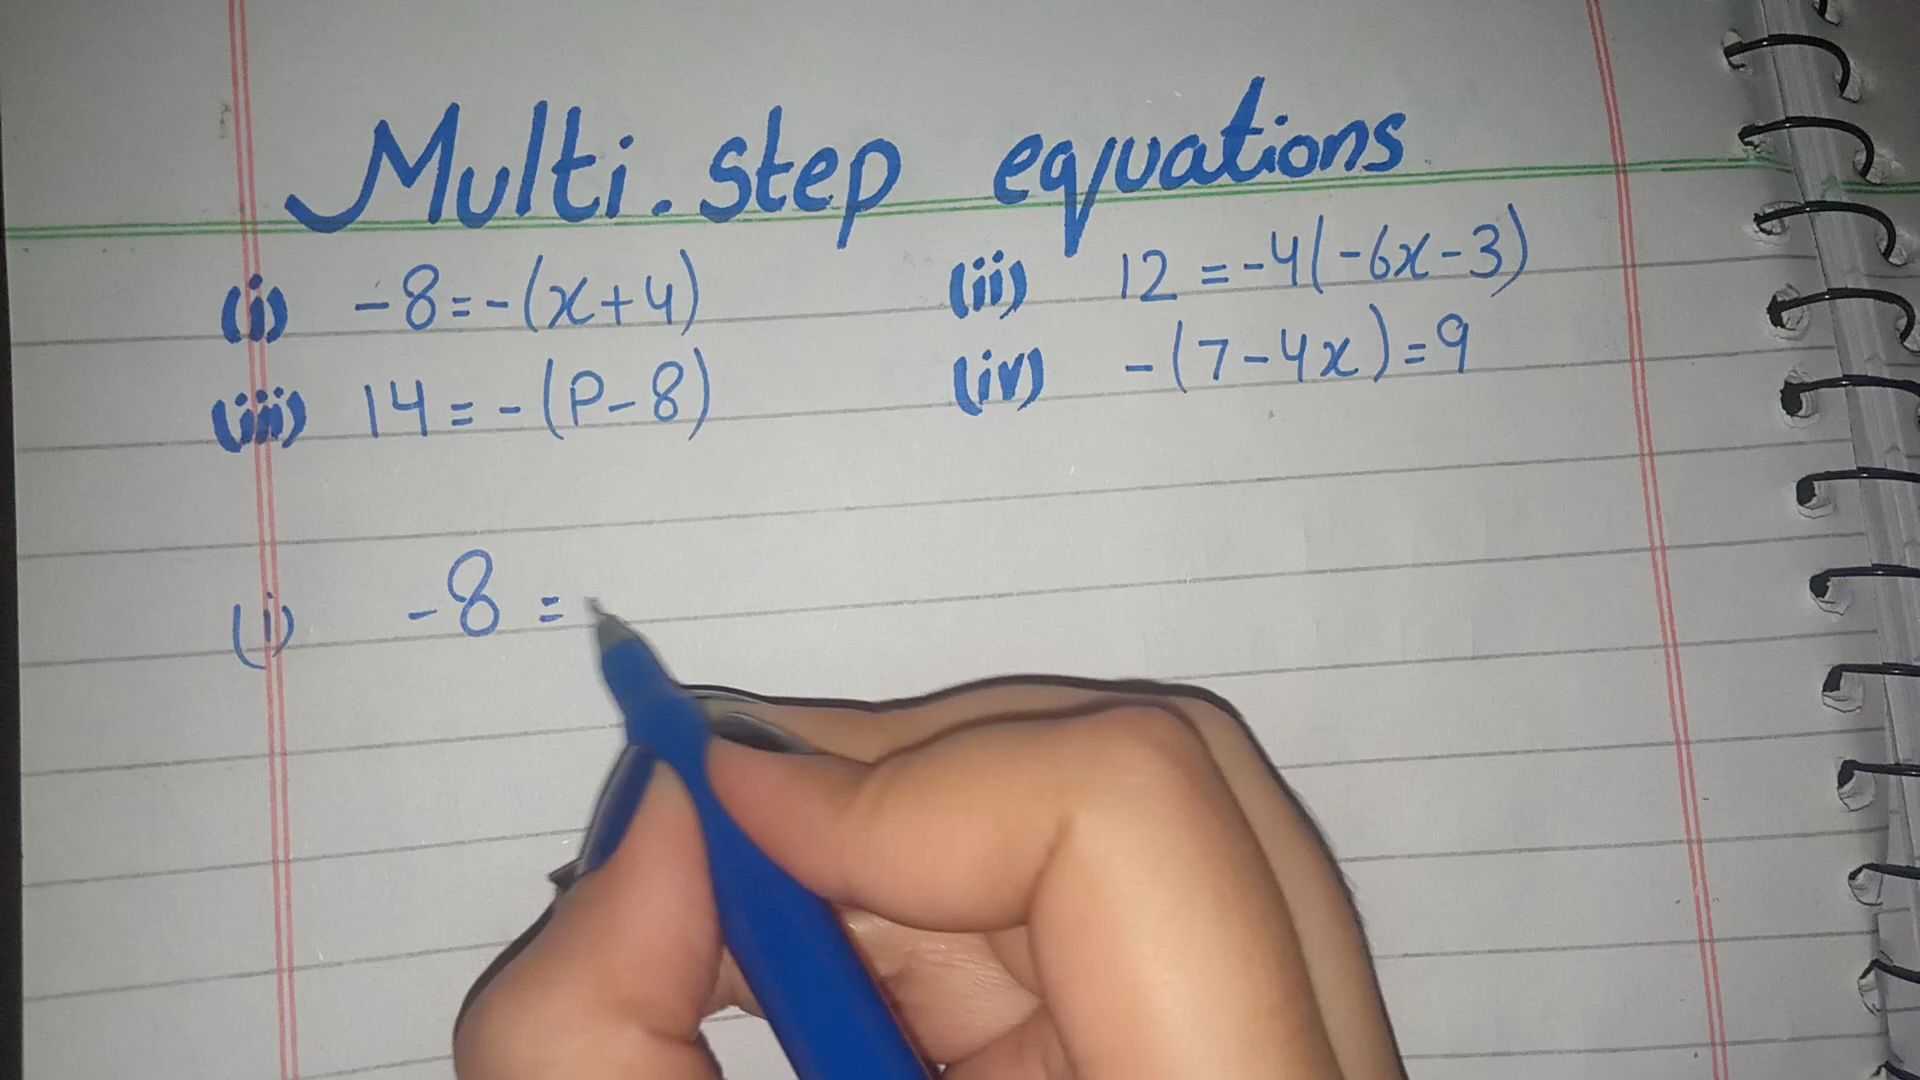 Multi-step equations
(i) -8=-(x+4) (ii) 12=-4(-6x-3)
(iii) 14=-(P-8) (iv) -(7-4x)=9
(i) -8 =